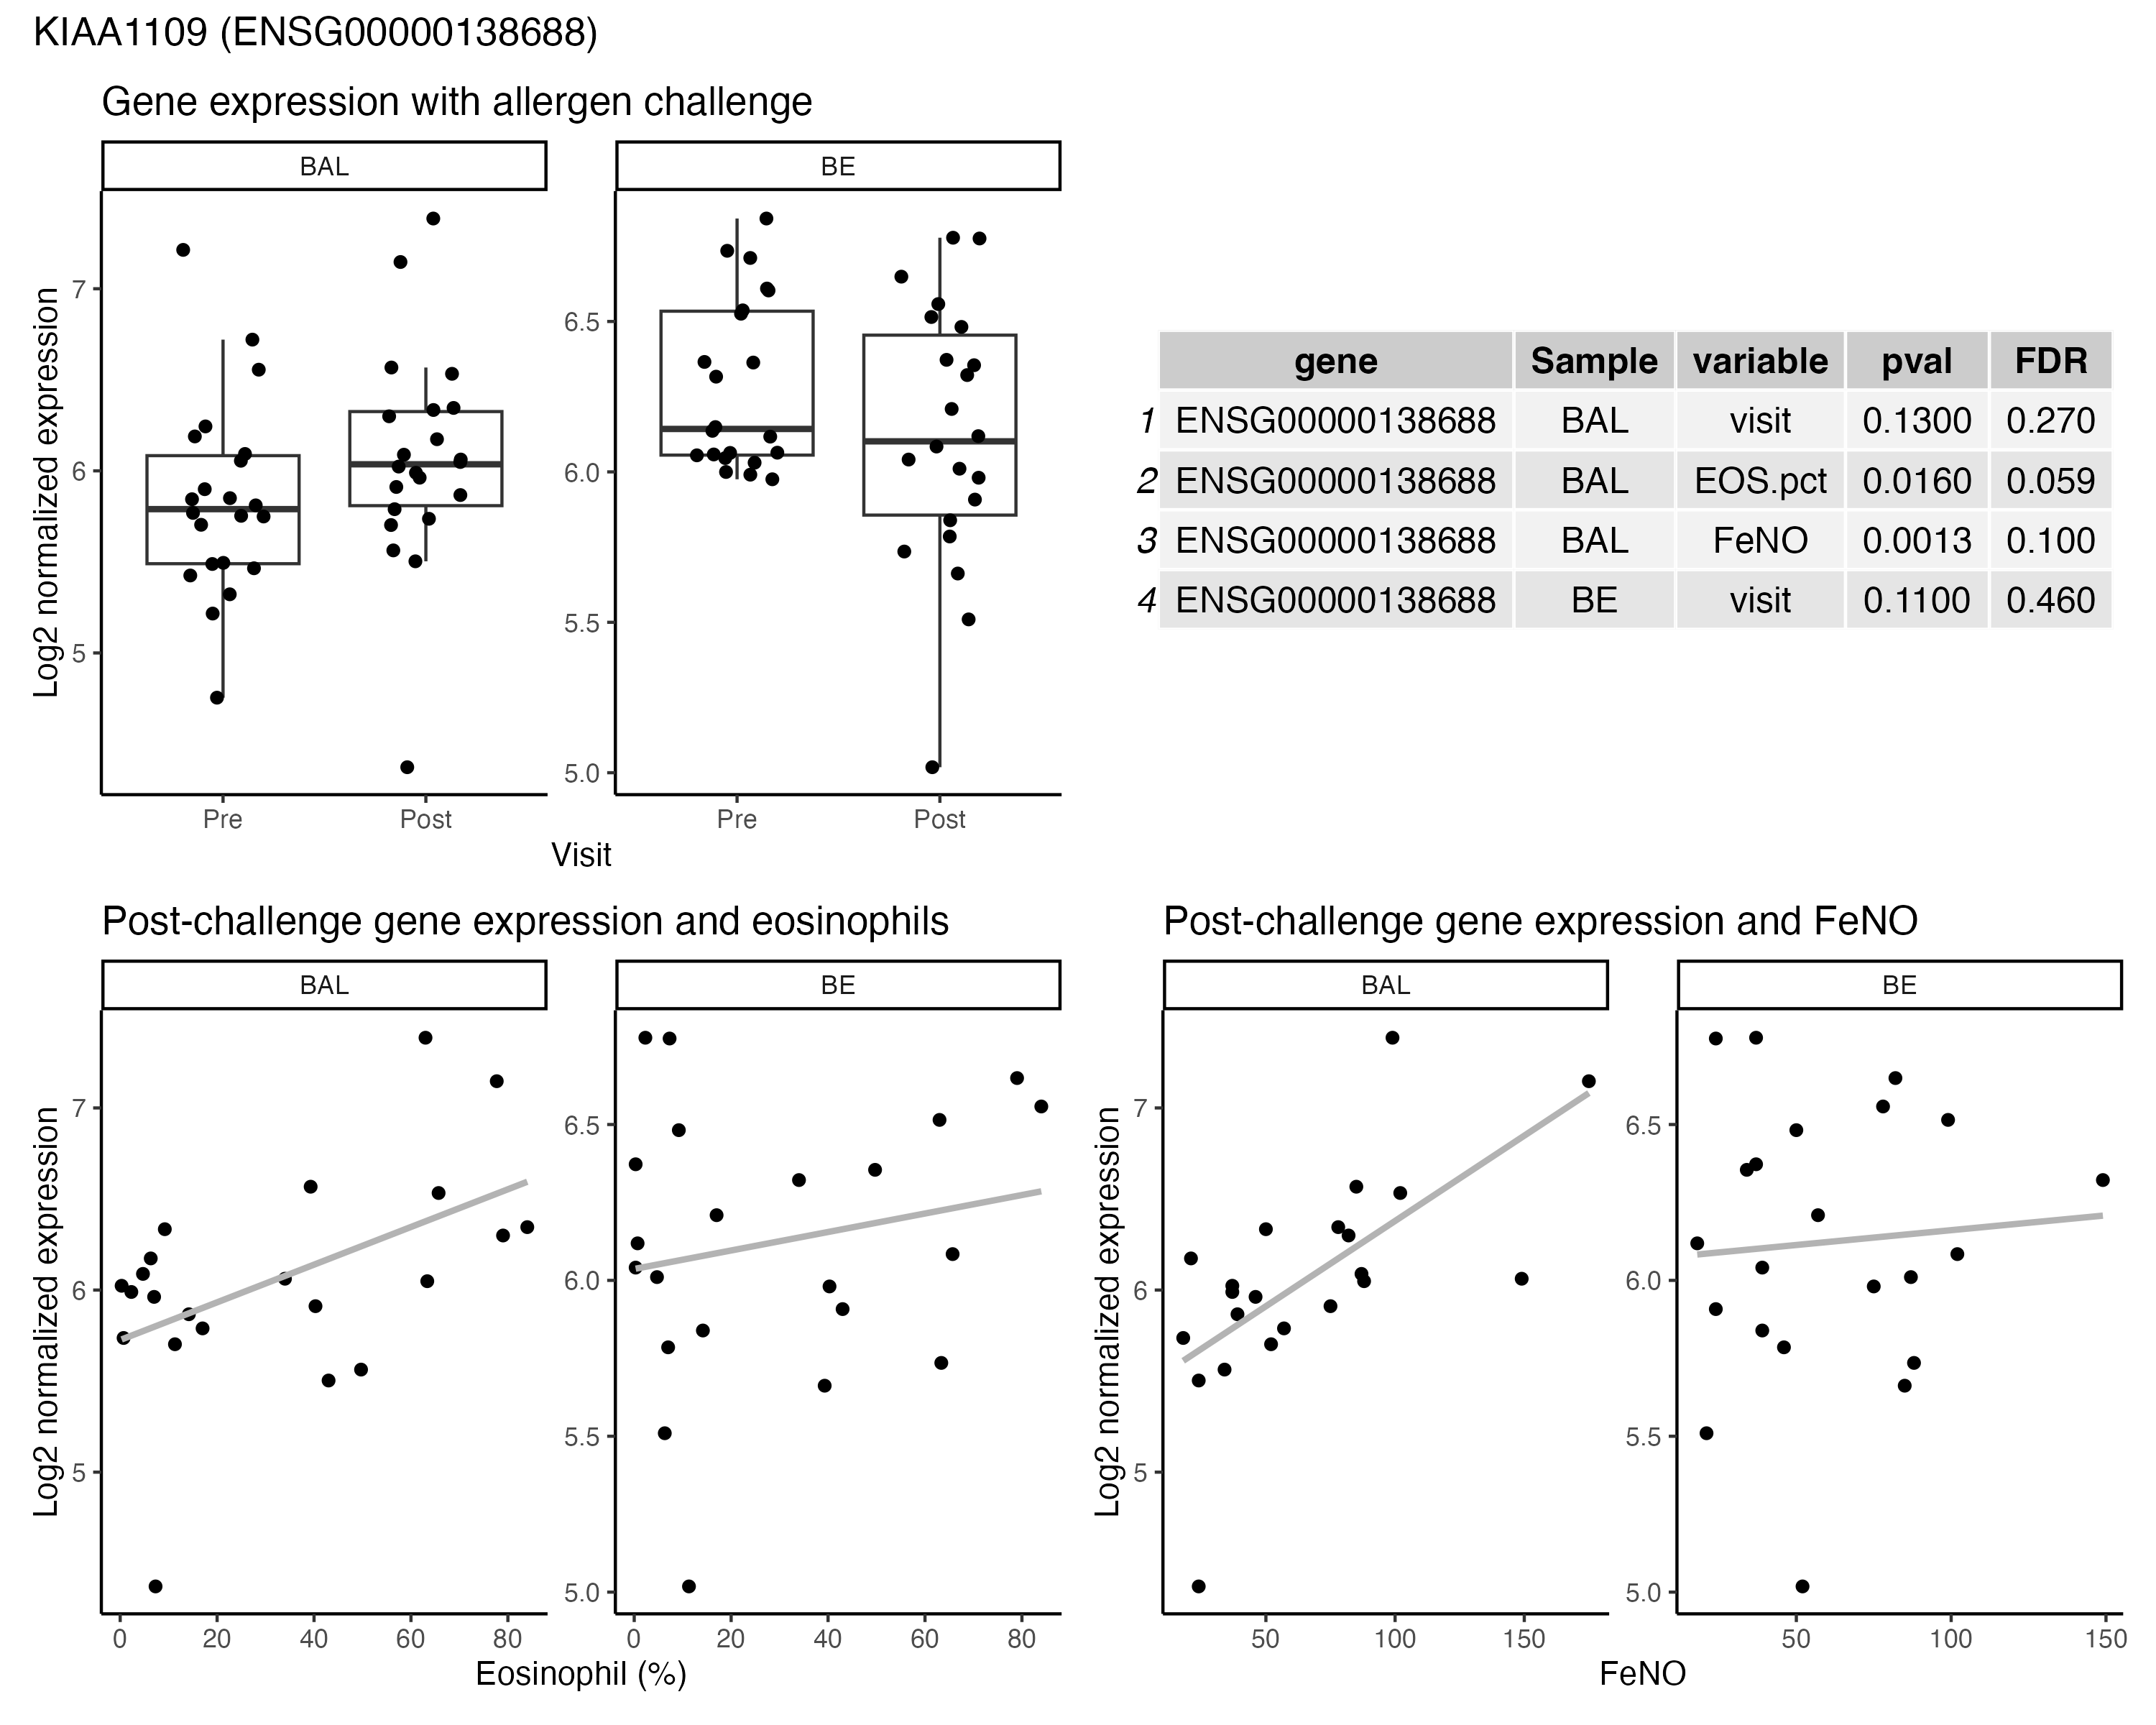 KIAA1109 (ENSG00000138688)
Gene expression with allergen challenge
BAL
BE
Log2 normalized expression
7
6
5
6.5
6.0
5.5
5.0
Pre
Post
Pre
Post
Visit
gene Sample variable pval FDR
1 ENSG00000138688 BAL visit 0.1300 0.270
2 ENSG00000138688 BAL EOS.pct 0.0160 0.059
3 ENSG00000138688 BAL FeNO 0.0013 0.100
4 ENSG00000138688 BE visit 0.1100 0.460
Post-challenge gene expression and eosinophils
BAL
BE
Log2 normalized expression
7
6
5
6.5
6.0
5.5
5.0
0 20 40 60 80
0 20 40 60 80
Eosinophil (%)
Post-challenge gene expression and FeNO
BAL
BE
Log2 normalized expression
7
6
5
6.5
6.0
5.5
5.0
50 100 150
50 100 150
FeNO